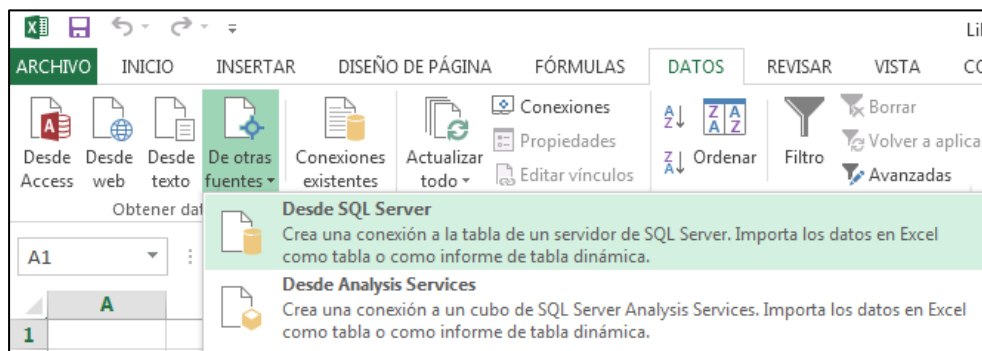 Lil
ARCHIVO INICIO INSERTAR DISEÑO DE PÁGINA FÓRMULAS DATOS REVISAR VISTA CO
Desde Access
Desde web
Desde texto
De otras fuentes
Conexiones existentes
Actualizar todo
Conexiones
Propiedades
Editar vínculos
Ordenar
Filtro
Borrar
Volver a aplica
Avanzadas
Obtener dat
Desde SQL Server
Crea una conexión a la tabla de un servidor de SQL Server. Importa los datos en Excel
como tabla o como informe de tabla dinámica.
Desde Analysis Services
Crea una conexión a un cubo de SQL Server Analysis Services. Importa los datos en Excel
como tabla o como informe de tabla dinámica.
A1
A
1